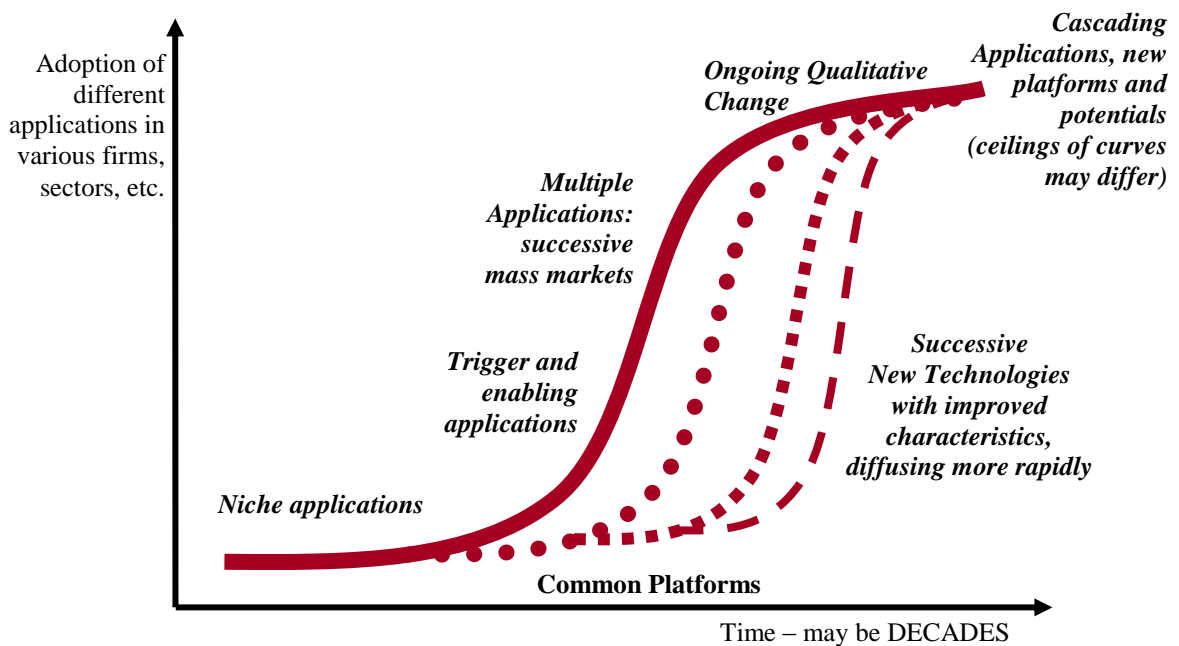 Adoption of
different
applications in
various firms,
sectors, etc.
Cascading
Applications, new
platforms and
potentials
(ceilings of curves
may differ)
Ongoing Qualitative
Change
Multiple
Applications:
successive
mass markets
Trigger and
enabling
applications
Successive
New Technologies
with improved
characteristics,
diffusing more rapidly
Niche applications
Common Platforms
Time – may be DECADES